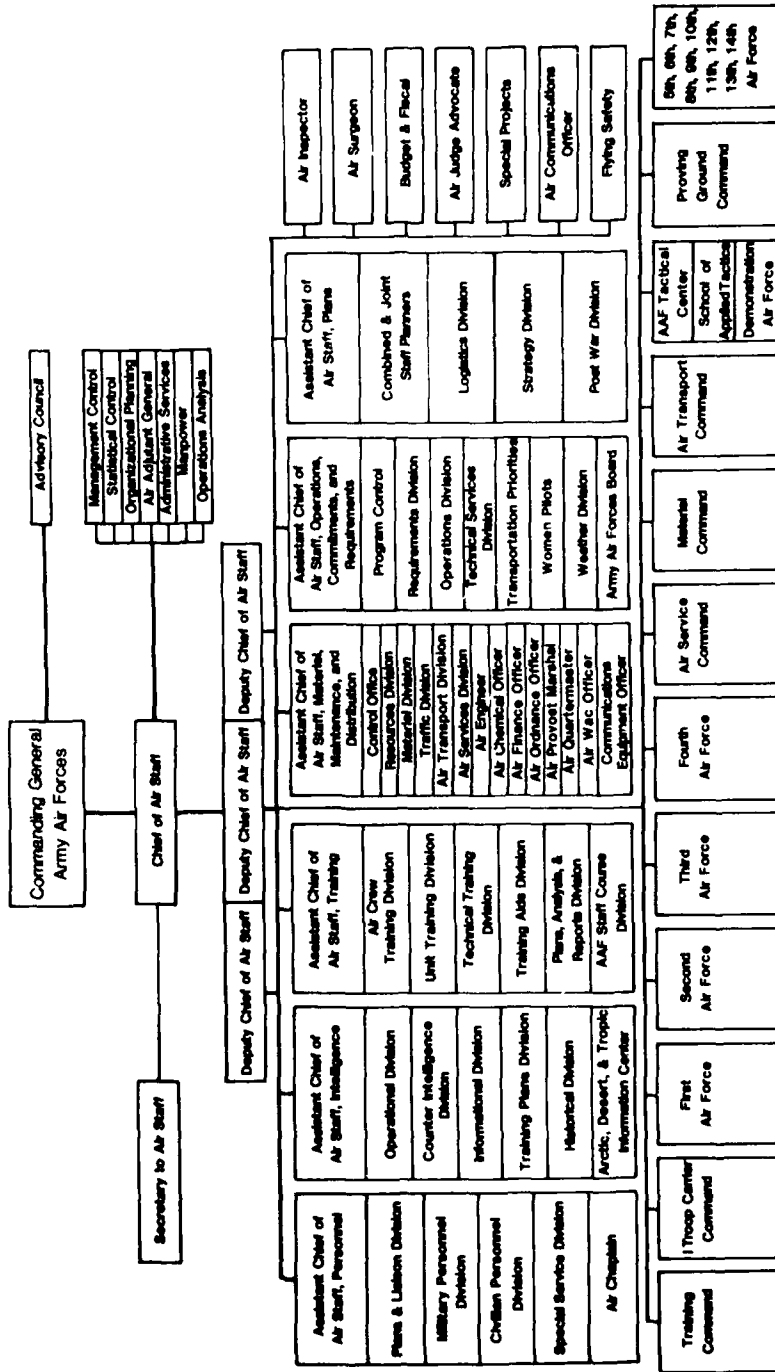 Commanding General
Army Air Forces
Advisory Council
Secretary to Air Staff
Chief of Air Staff
Management Control
Statistical Control
Organizational Planning
Air Adjutant General
Administrative Services
Manpower
Operations Analysis
Deputy Chief of Air Staff
Deputy Chief of Air Staff
Deputy Chief of Air Staff
Assistant Chief of
Air Staff, Personnel
Plans & Liaison Division
Military Personnel
Division
Civilian Personnel
Division
Special Service Division
Air Chaplain
Assistant Chief of
Air Staff, Intelligence
Operational Division
Counter Intelligence
Division
Informational Division
Training Plans Division
Historical Division
Arctic, Desert, & Tropic
Information Center
Assistant Chief of
Air Staff, Training
Air Crew
Training Division
Unit Training Division
Technical Training
Division
Training Aids Division
Plans, Analysis, &
Reports Division
AAF Staff Course
Division
Assistant Chief of
Air Staff, Materiel,
Maintenance, and
Distribution
Control Office
Resources Division
Materiel Division
Traffic Division
Air Transport Division
Air Services Division
Air Engineer
Air Chemical Officer
Air Finance Officer
Air Ordnance Officer
Air Provost Marshal
Air Quartermaster
Air Wac Officer
Communications
Equipment Officer
Assistant Chief of
Air Staff, Operations,
Commitments, and
Requirements
Program Control
Requirements Division
Operations Division
Technical Services
Division
Transportation Priorities
Women Pilots
Weather Division
Army Air Forces Board
Assistant Chief of
Air Staff, Plans
Combined & Joint
Staff Planners
Logistics Division
Strategy Division
Post War Division
Air Inspector
Air Surgeon
Budget & Fiscal
Air Judge Advocate
Special Projects
Air Communications
Officer
Flying Safety
Training
Command
I Troop Carrier
Command
First
Air Force
Second
Air Force
Third
Air Force
Fourth
Air Force
Air Service
Command
Materiel
Command
Air Transport
Command
AAF Tactical
Center
School of
Applied Tactics
Demonstration
Air Force
Proving
Ground
Command
5th, 6th, 7th,
8th, 9th, 10th,
11th, 12th,
13th, 14th
Air Force